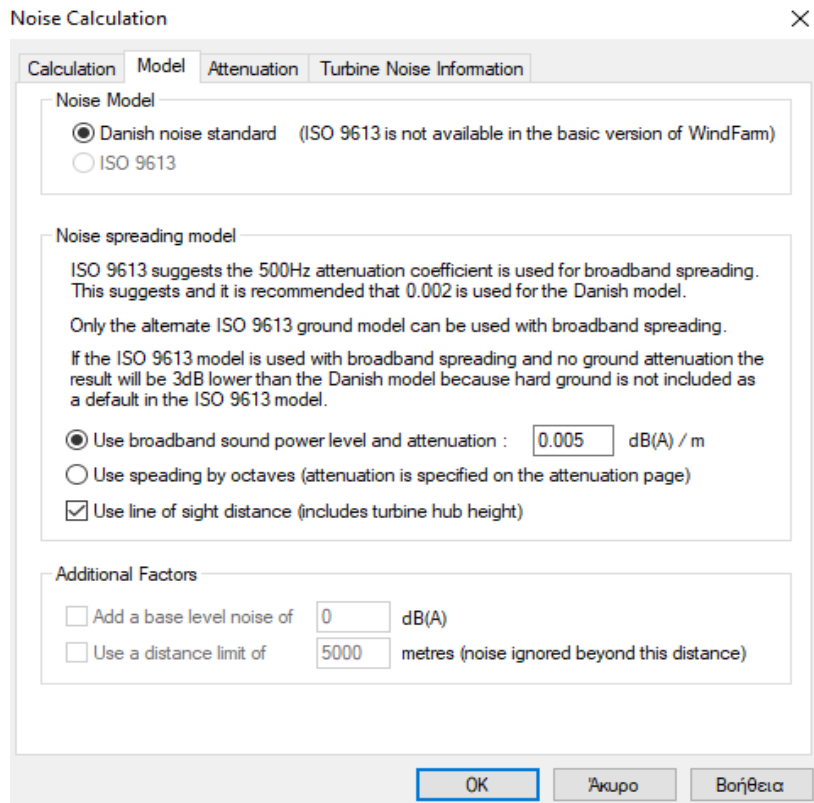 Noise Calculation
Calculation Model Attenuation Turbine Noise Information
Noise Model
Danish noise standard (ISO 9613 is not available in the basic version of WindFarm)
ISO 9613
Noise spreading model
ISO 9613 suggests the 500Hz attenuation coefficient is used for broadband spreading.
This suggests and it is recommended that 0.002 is used for the Danish model.
Only the alternate ISO 9613 ground model can be used with broadband spreading.
If the ISO 9613 model is used with broadband spreading and no ground attenuation the
result will be 3dB lower than the Danish model because hard ground is not included as
a default in the ISO 9613 model.
Use broadband sound power level and attenuation : 0.005 dB(A) / m
Use speading by octaves (attenuation is specified on the attenuation page)
Use line of sight distance (includes turbine hub height)
Additional Factors
Add a base level noise of 0 dB(A)
Use a distance limit of 5000 metres (noise ignored beyond this distance)
OK Άκυρο Βοήθεια